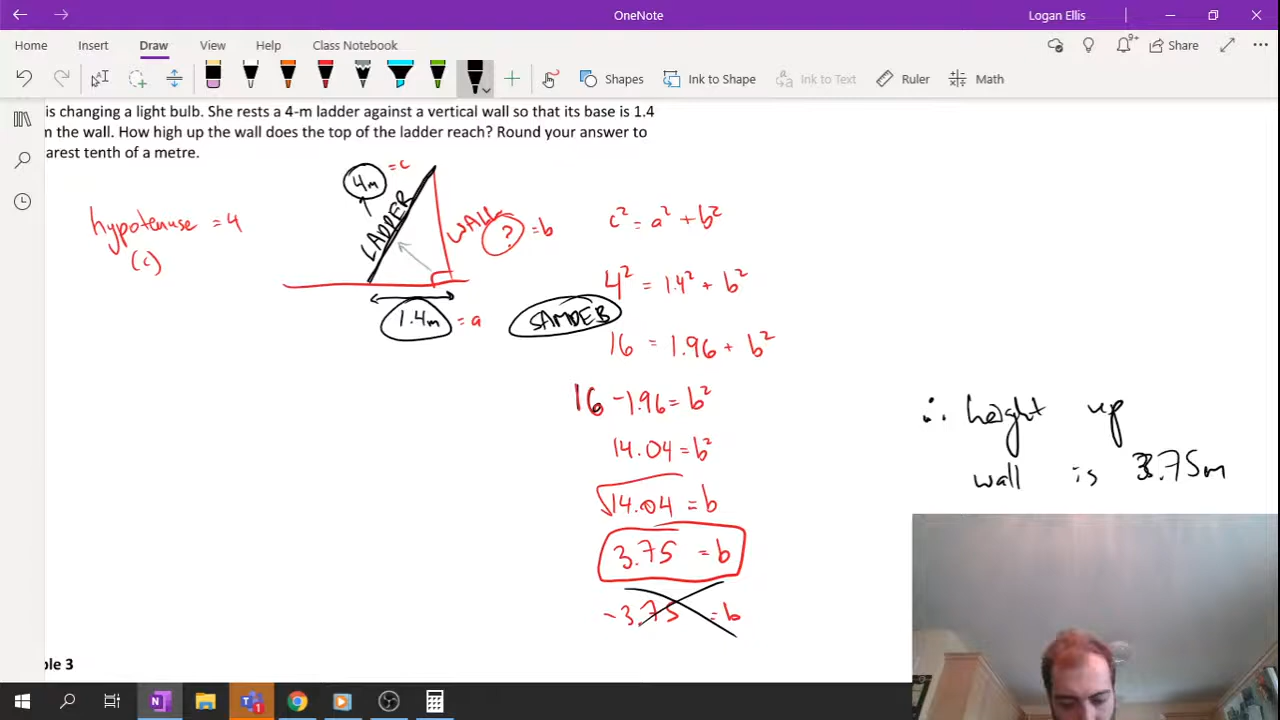 OneNote
Logan Ellis
Home Insert Draw View Help Class Notebook
9+
Share
Shapes Ink to Shape Ink to Text Ruler Math
is changing a light bulb. She rests a 4-m ladder against a vertical wall so that its base is 1.4
m the wall. How high up the wall does the top of the ladder reach? Round your answer to
arest tenth of a metre.
4m = c
hypotenuse = 4
(c)
LADDER
WALL
? = b
1.4m = a
SAMDEB
c² = a² + b²
4² = 1.4² + b²
16 = 1.96 + b²
16 - 1.96 = b²
14.04 = b²
√14.04 = b
3.75 = b
-3.75 = b
∴ height up
wall is 3.75m
ple 3